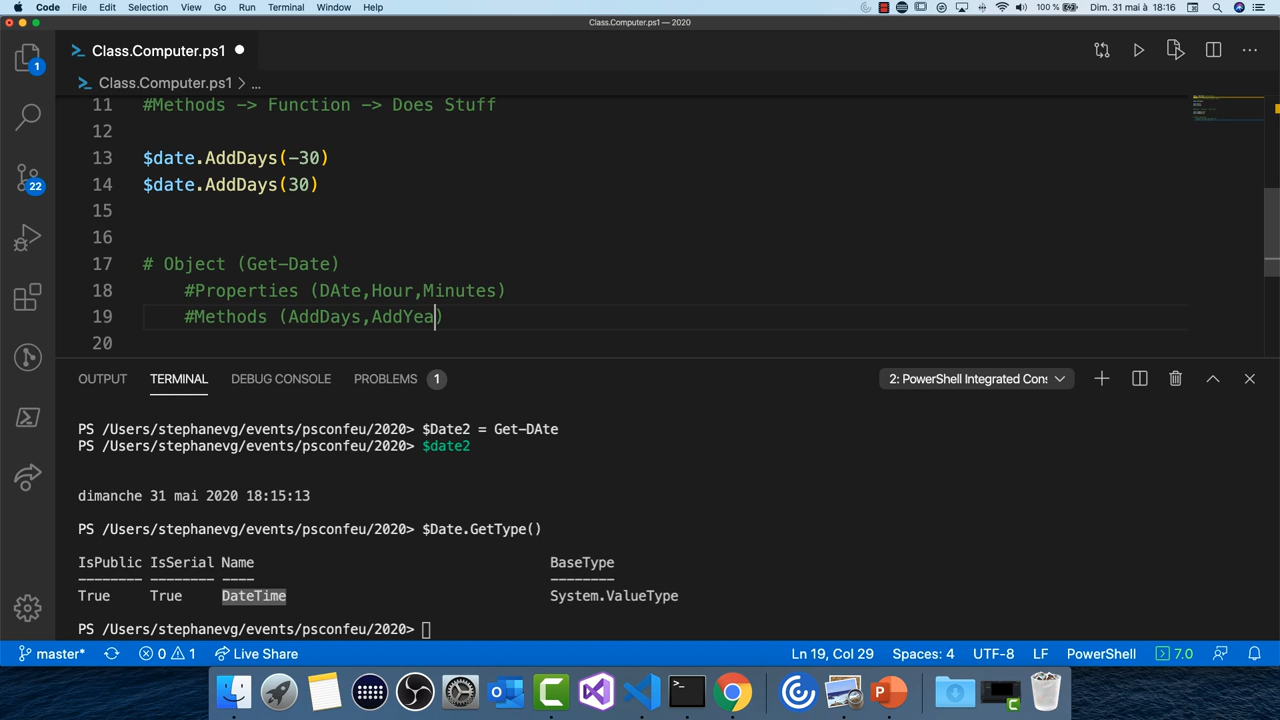 Code File Edit Selection View Go Run Terminal Window Help 100 % Dim. 31 mai à 18:16
Class.Computer.ps1 — 2020
Class.Computer.ps1
Class.Computer.ps1 > ...
11 #Methods -> Function -> Does Stuff
12
13 $date.AddDays(-30)
14 $date.AddDays(30)
15
16
17 # Object (Get-Date)
18 #Properties (DAte,Hour,Minutes)
19 #Methods (AddDays,AddYea)
20
1
22
OUTPUT TERMINAL DEBUG CONSOLE PROBLEMS 1 2: PowerShell Integrated Cons
PS /Users/stephanevg/events/psconfeu/2020> $Date2 = Get-DAte
PS /Users/stephanevg/events/psconfeu/2020> $date2
dimanche 31 mai 2020 18:15:13
PS /Users/stephanevg/events/psconfeu/2020> $Date.GetType()
IsPublic IsSerial Name BaseType
-------- -------- ---- --------
True True DateTime System.ValueType
PS /Users/stephanevg/events/psconfeu/2020>
master* 0 1 Live Share Ln 19, Col 29 Spaces: 4 UTF-8 LF PowerShell 7.0